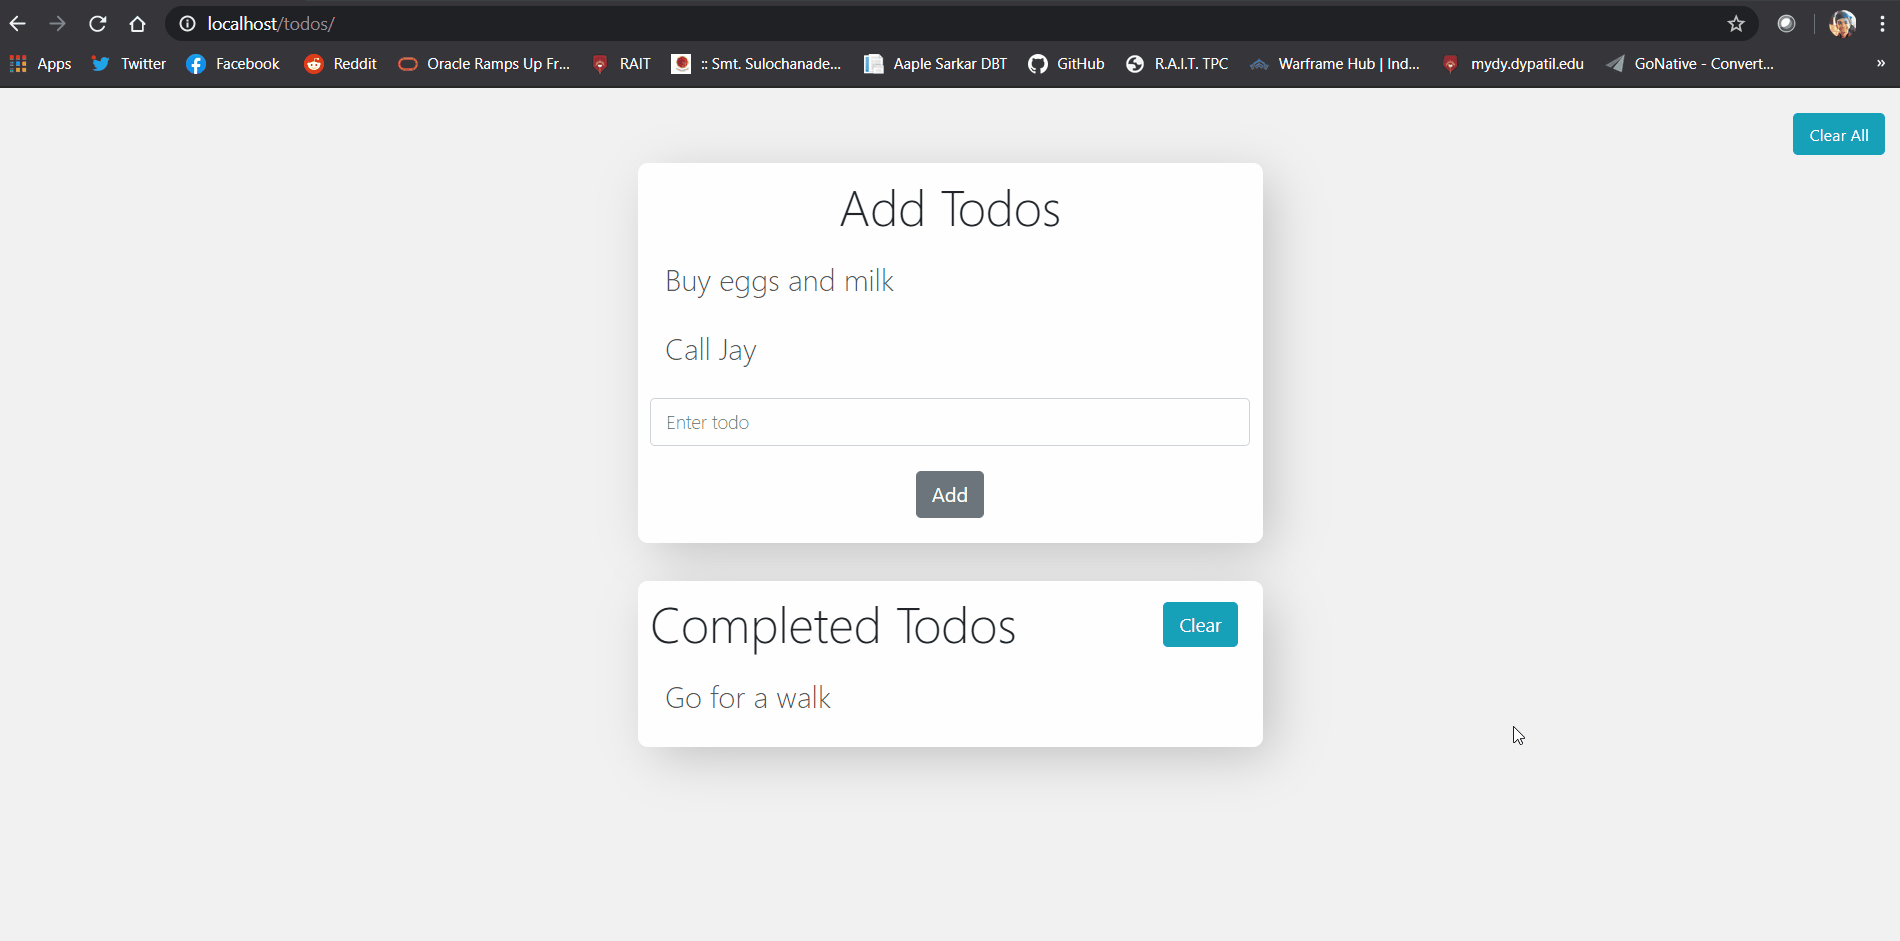 localhost/todos/
Apps Twitter Facebook Reddit Oracle Ramps Up Fr... RAIT :: Smt. Sulochanade... Aaple Sarkar DBT GitHub R.A.I.T. TPC Warframe Hub | Ind... mydy.dypatil.edu GoNative - Convert... »
Clear All
Add Todos
Buy eggs and milk
Call Jay
Enter todo
Add
Completed Todos Clear
Go for a walk